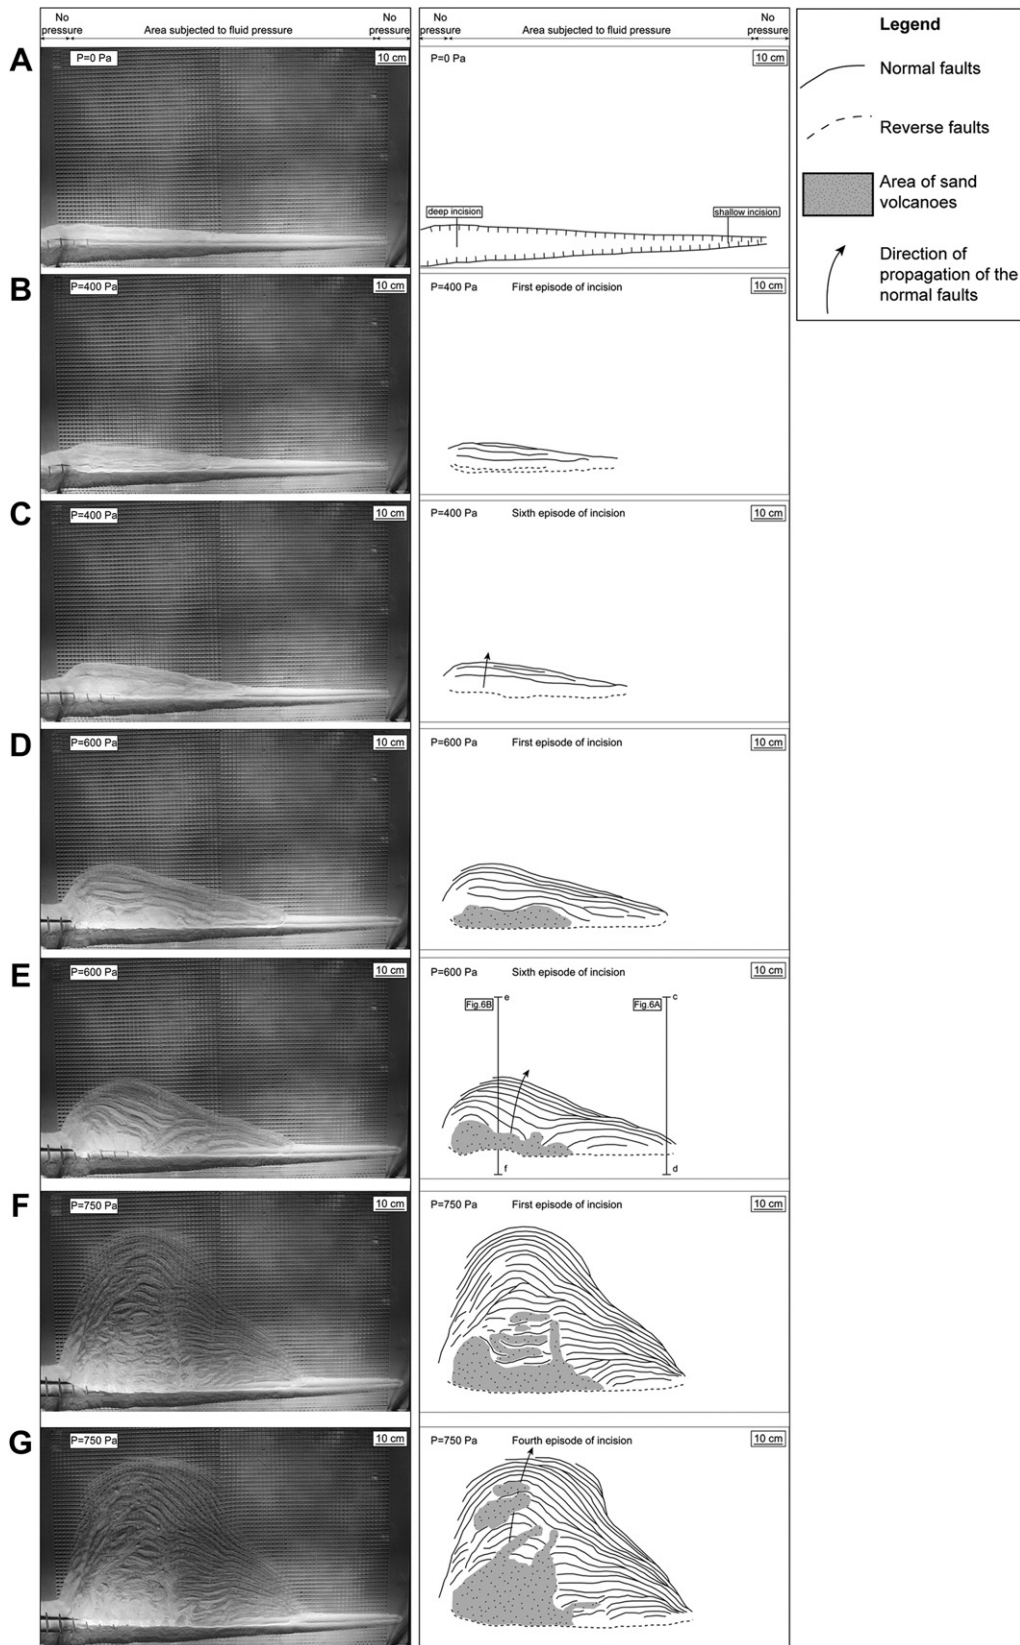 No pressure
Area subjected to fluid pressure
No pressure
No pressure
Area subjected to fluid pressure
No pressure
Legend
Normal faults
Reverse faults
Area of sand
volcanoes
Direction of
propagation of the
normal faults
A
P=0 Pa
10 cm
P=0 Pa
10 cm
deep incision
shallow incision
B
P=400 Pa
10 cm
P=400 Pa
First episode of incision
10 cm
C
P=400 Pa
10 cm
P=400 Pa
Sixth episode of incision
10 cm
D
P=600 Pa
10 cm
P=600 Pa
First episode of incision
10 cm
E
P=600 Pa
10 cm
P=600 Pa
Sixth episode of incision
10 cm
Fig.6B
e
Fig.6A
c
f
d
F
P=750 Pa
10 cm
P=750 Pa
First episode of incision
10 cm
G
P=750 Pa
10 cm
P=750 Pa
Fourth episode of incision
10 cm